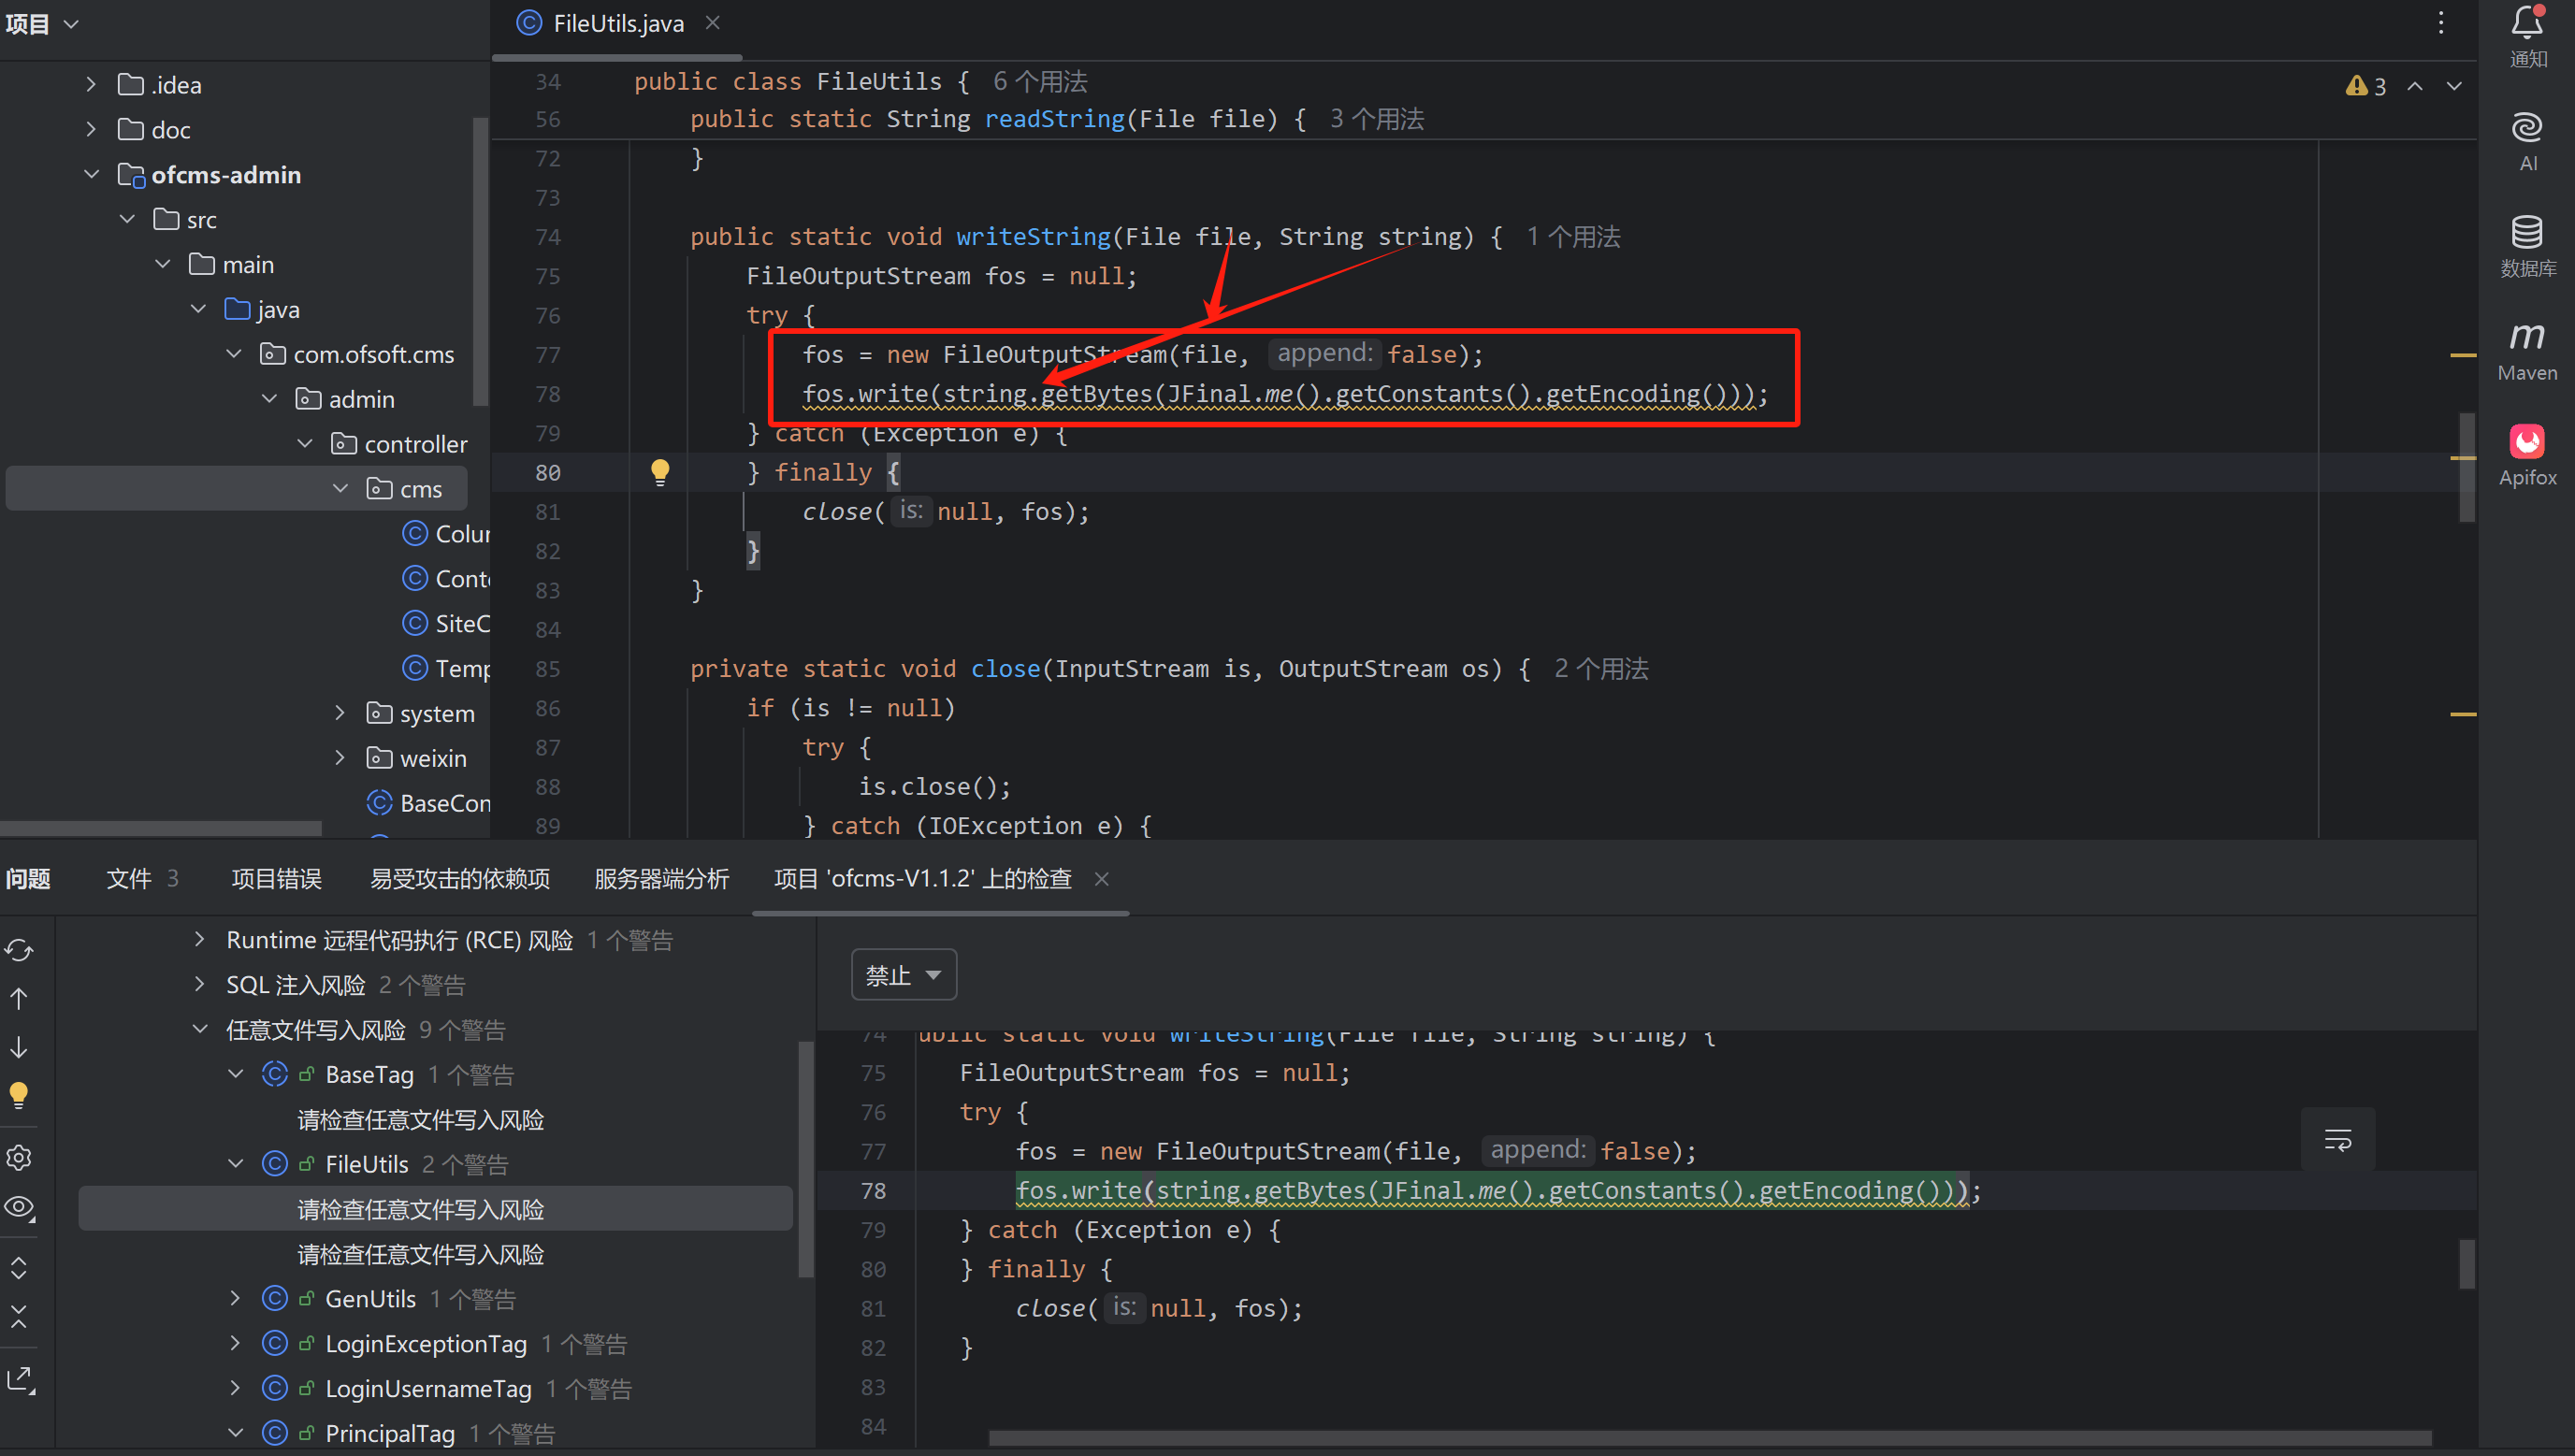 项目
.idea
doc
ofcms-admin
src
main
java
com.ofsoft.cms
admin
controller
cms
Colu
Cont
SiteC
Temp
system
weixin
BaseCon
FileUtils.java
34 public class FileUtils { 6 个用法
56 public static String readString(File file) { 3 个用法
72 }
73
74 public static void writeString(File file, String string) { 1 个用法
75 FileOutputStream fos = null;
76 try {
77 fos = new FileOutputStream(file, append: false);
78 fos.write(string.getBytes(JFinal.me().getConstants().getEncoding()));
79 } catch (Exception e) {
80 } finally {
81 close( is: null, fos);
82 }
83 }
84
85 private static void close(InputStream is, OutputStream os) { 2 个用法
86 if (is != null)
87 try {
88 is.close();
89 } catch (IOException e) {
3
通知
AI
数据库
m
Maven
Apifox
问题 文件 3 项目错误 易受攻击的依赖项 服务器端分析 项目 'ofcms-V1.1.2' 上的检查
Runtime 远程代码执行 (RCE) 风险 1 个警告
SQL 注入风险 2 个警告
任意文件写入风险 9 个警告
BaseTag 1 个警告
请检查任意文件写入风险
FileUtils 2 个警告
请检查任意文件写入风险
请检查任意文件写入风险
GenUtils 1 个警告
LoginExceptionTag 1 个警告
LoginUsernameTag 1 个警告
PrincipalTag 1 个警告
禁止
74 ublic static void writeString(File file, String string) {
75 FileOutputStream fos = null;
76 try {
77 fos = new FileOutputStream(file, append: false);
78 fos.write(string.getBytes(JFinal.me().getConstants().getEncoding()));
79 } catch (Exception e) {
80 } finally {
81 close( is: null, fos);
82 }
83
84